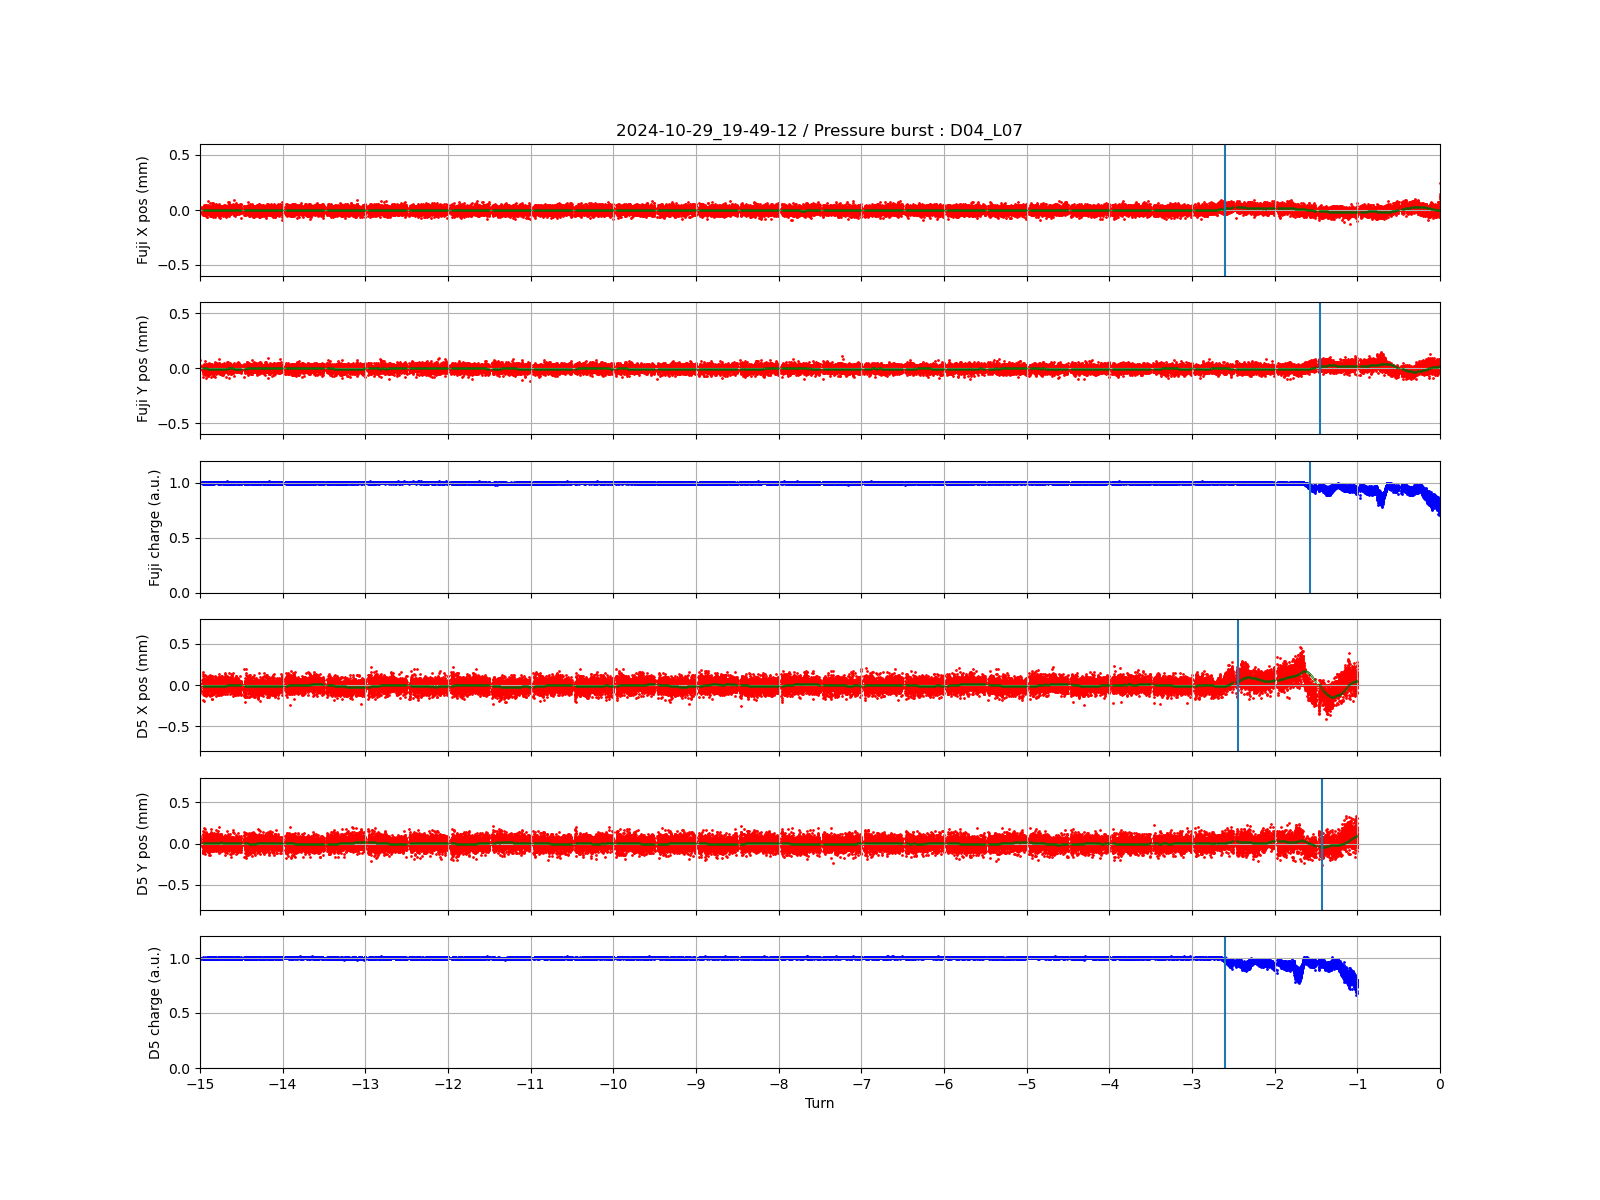 2024-10-29_19-49-12 / Pressure burst : D04_L07
Fuji X pos (mm)
0.5
0.0
−0.5
Fuji Y pos (mm)
0.5
0.0
−0.5
Fuji charge (a.u.)
1.0
0.5
0.0
D5 X pos (mm)
0.5
0.0
−0.5
D5 Y pos (mm)
0.5
0.0
−0.5
D5 charge (a.u.)
1.0
0.5
0.0
−15 −14 −13 −12 −11 −10 −9 −8 −7 −6 −5 −4 −3 −2 −1 0
Turn